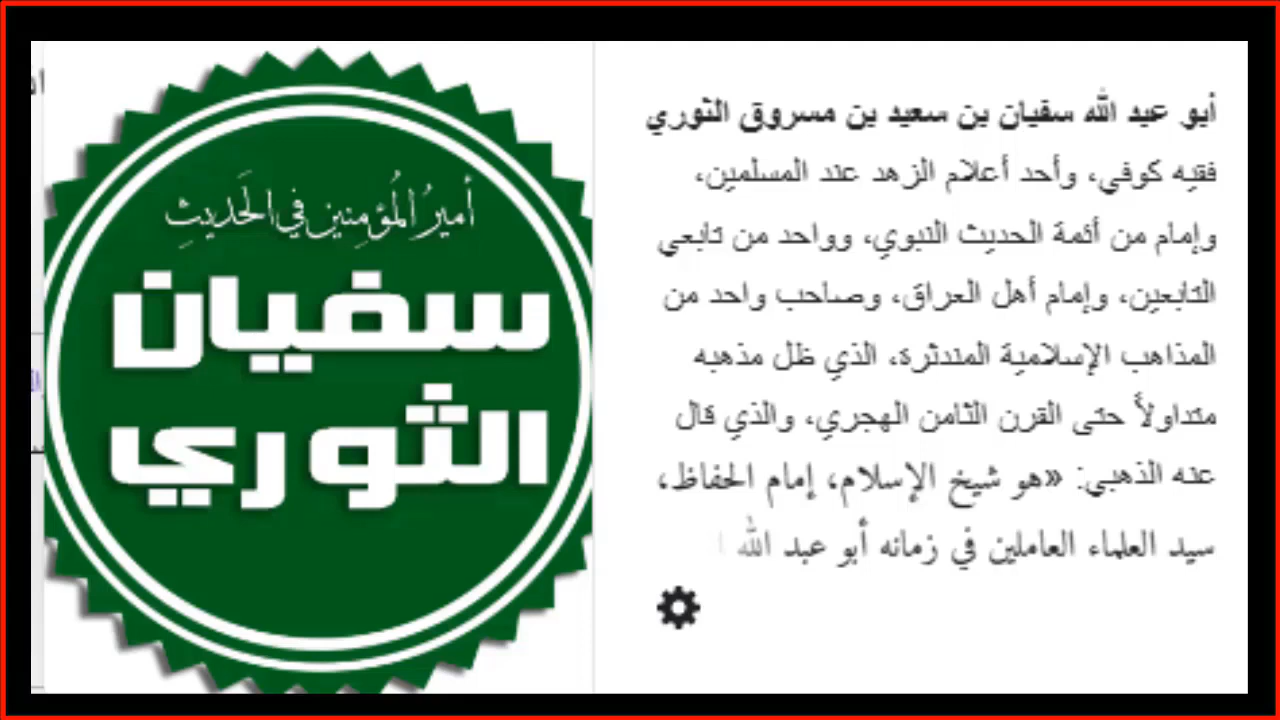 أميرُ المُؤمِنين في الحَديثِ
سفيان
الثوري
أبو عبد الله سفيان بن سعيد بن مسروق الثوري
فقيه كوفي، وأحد أعلام الزهد عند المسلمين،
وإمام من أئمة الحديث النبوي، وواحد من تابعي
التابعين، وإمام أهل العراق، وصاحب واحد من
المذاهب الإسلامية المندثرة، الذي ظل مذهبه
متداولاً حتى القرن الثامن الهجري، والذي قال
عنه الذهبي: «هو شيخ الإسلام، إمام الحفاظ،
سيد العلماء العاملين في زمانه أبو عبد الله